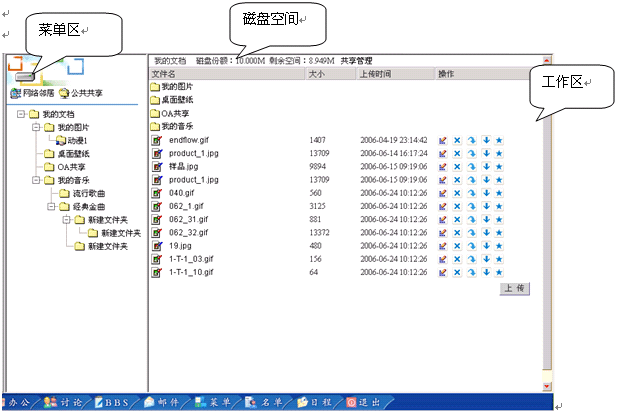 菜单区
磁盘空间
工作区
网络邻居 公共共享
我的文档
我的图片
动漫1
桌面壁纸
OA共享
我的音乐
流行歌曲
经典金曲
新建文件夹
新建文件夹
新建文件夹
我的文档 磁盘份额：10.000M 剩余空间：8.949M 共享管理
文件名 大小 上传时间 操作
我的图片
桌面壁纸
OA共享
我的音乐
endflow.gif 1407 2006-04-19 23:14:42
product_1.jpg 13709 2006-06-14 16:17:24
样品.jpg 9894 2006-06-15 09:19:06
product_1.jpg 13709 2006-06-15 09:19:06
040.gif 560 2006-06-24 10:12:26
062_1.gif 3125 2006-06-24 10:12:26
062_31.gif 881 2006-06-24 10:12:26
062_32.gif 13372 2006-06-24 10:12:26
19.jpg 480 2006-06-24 10:12:26
1-T-1_03.gif 156 2006-06-24 10:12:26
1-T-1_10.gif 64 2006-06-24 10:12:26
上 传
办公 讨论 BBS 邮件 菜单 名单 日程 退出